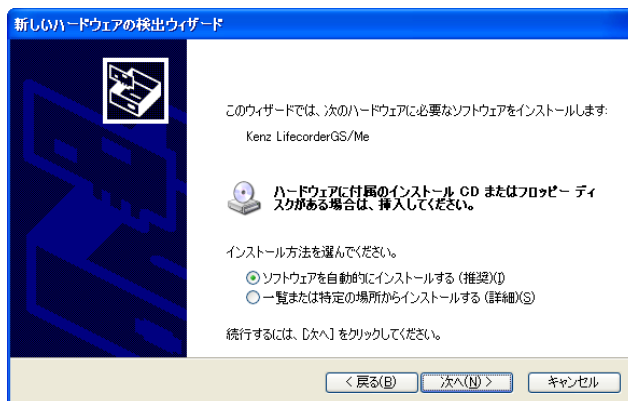 新しいハードウェアの検出ウィザード
このウィザードでは、次のハードウェアに必要なソフトウェアをインストールします:
Kenz LifecorderGS/Me
ハードウェアに付属のインストール CD またはフロッピー ディ
スクがある場合は、挿入してください。
インストール方法を選んでください。
ソフトウェアを自動的にインストールする (推奨)(I)
一覧または特定の場所からインストールする (詳細)(S)
続行するには、[次へ] をクリックしてください。
< 戻る(B) 次へ(N) > キャンセル